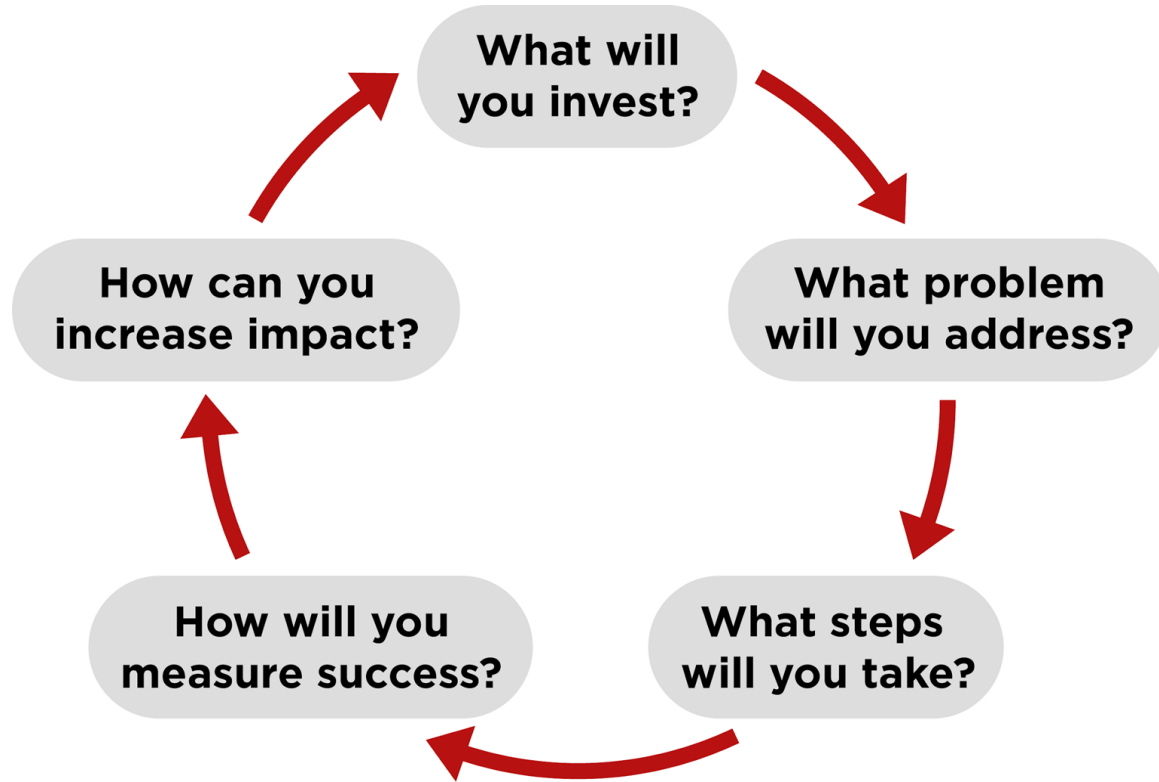 What will
you invest?
What problem
will you address?
What steps
will you take?
How will you
measure success?
How can you
increase impact?